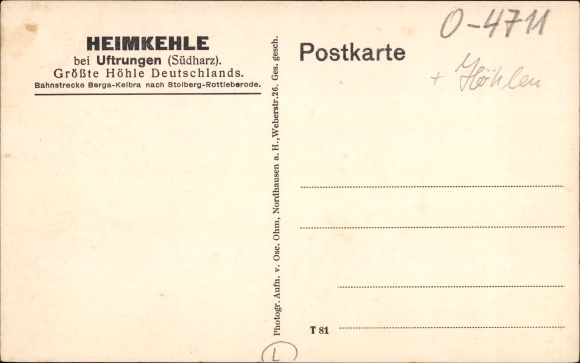 HEIMKEHLE
bei Uftrungen (Südharz).
Größte Höhle Deutschlands.
Bahnstrecke Berga-Kelbra nach Stolberg-Rottleberode.
Photogr. Aufn. v. Osc. Ohm, Nordhausen a. H., Weberstr. 26. Ges. gesch.
Postkarte
O-4711
+ Höhlen
T 81
L